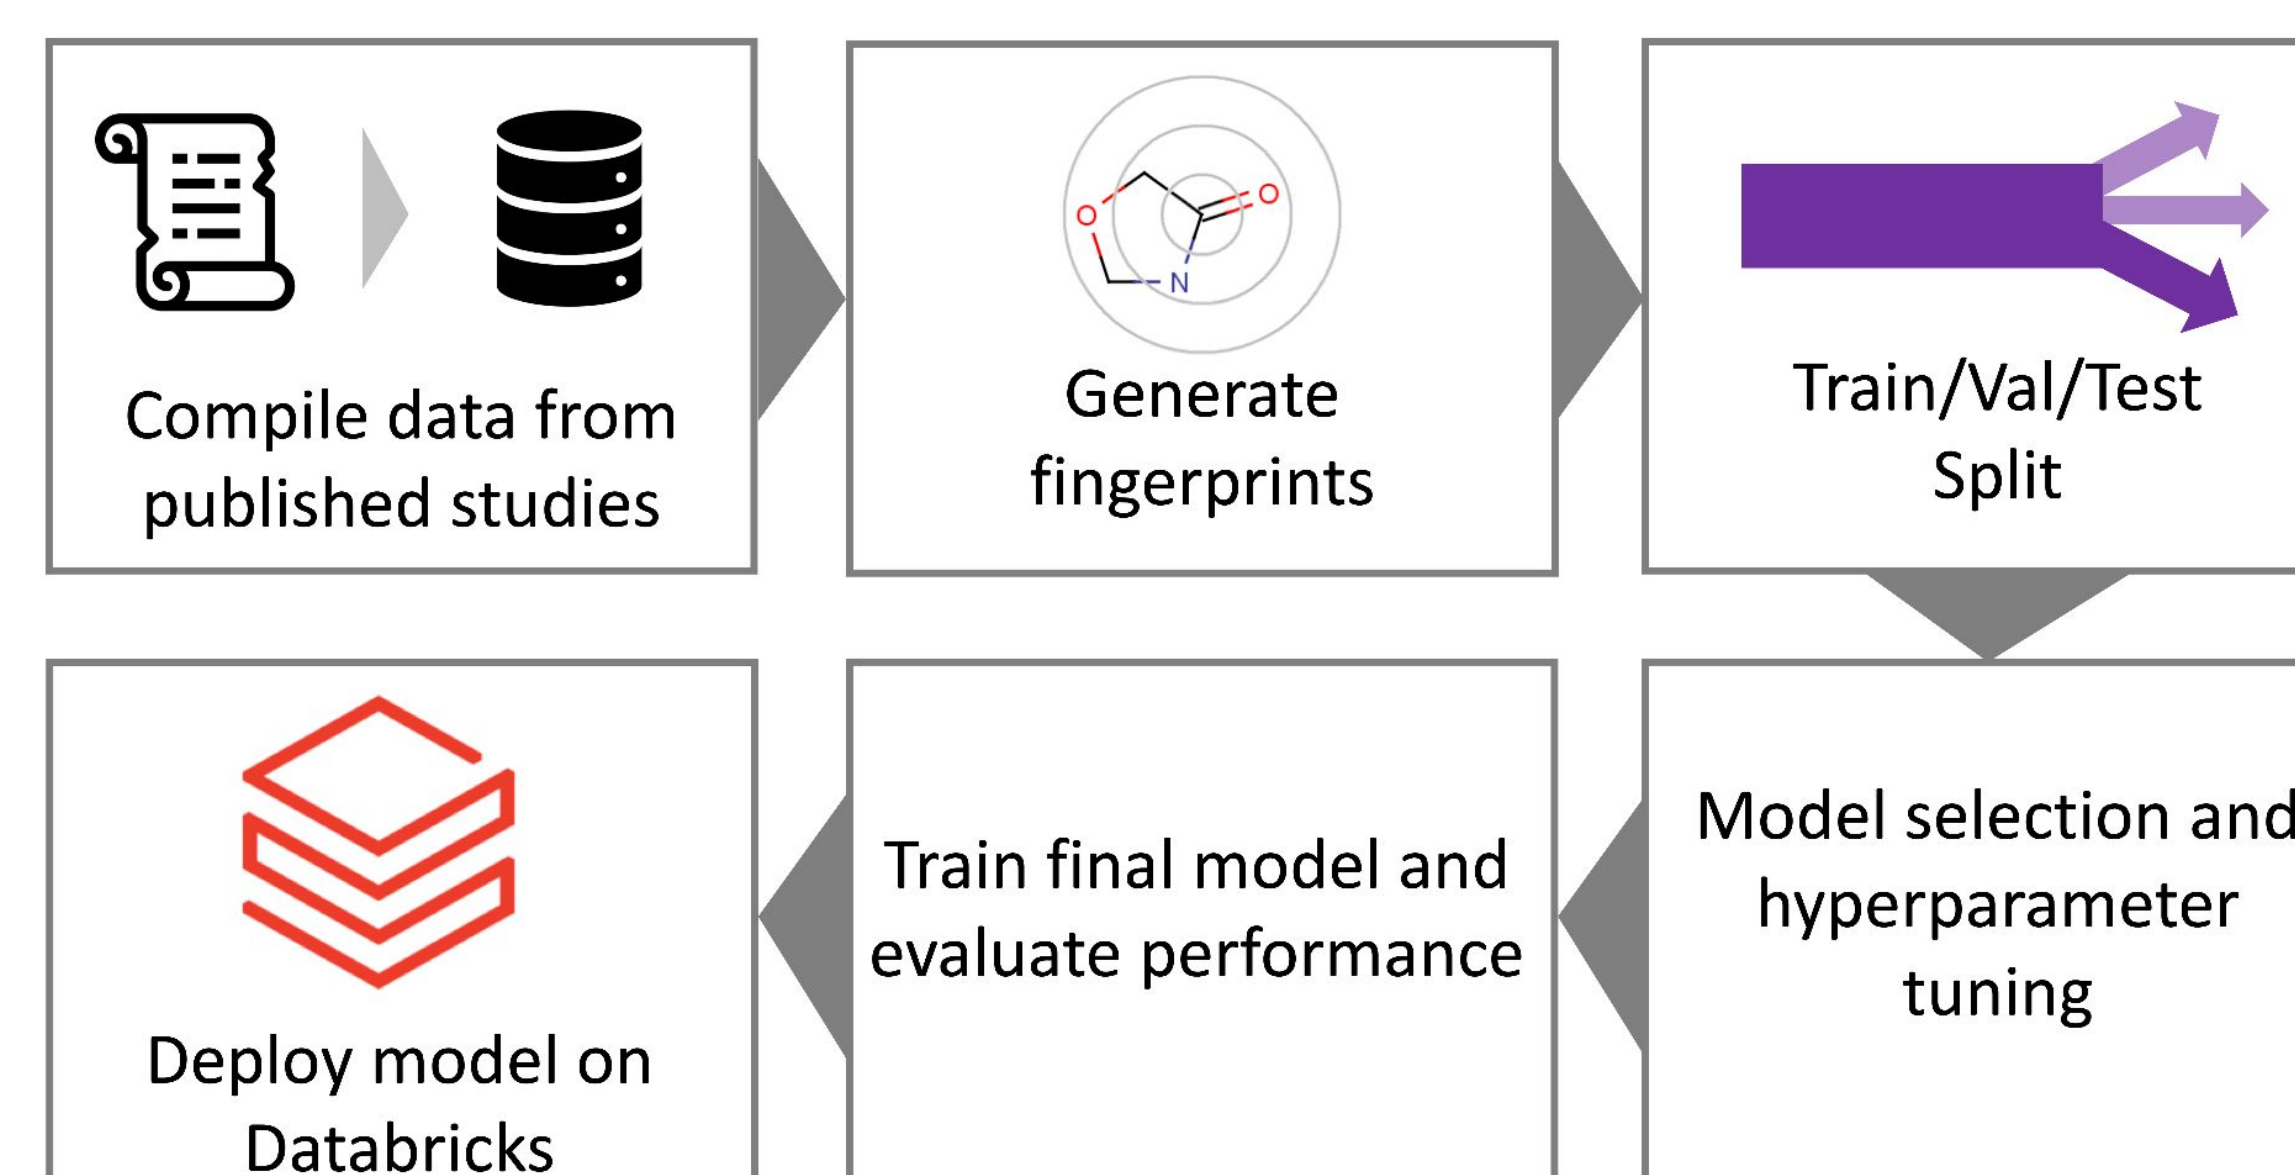 Compile data from
published studies
O
O
N
Generate
fingerprints
Train/Val/Test
Split
Model selection and
hyperparameter
tuning
Train final model and
evaluate performance
Deploy model on
Databricks